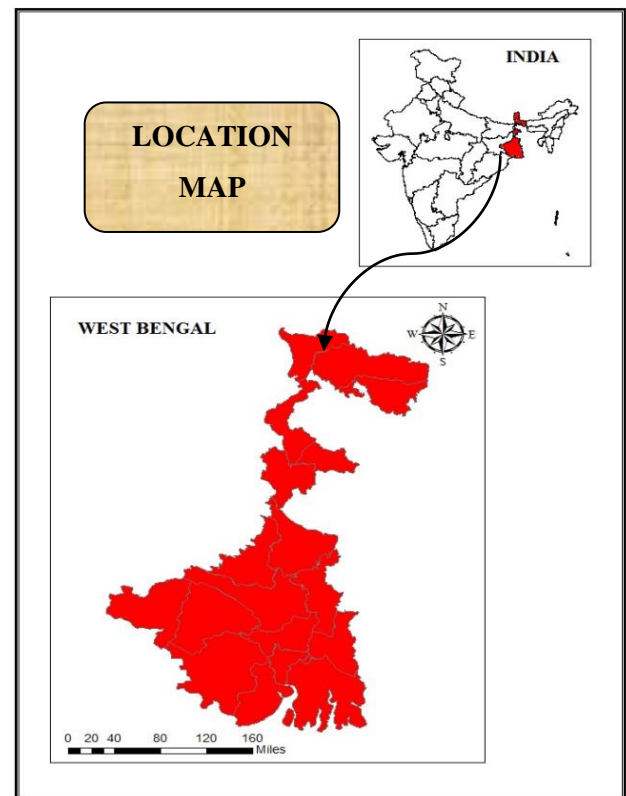 INDIA
LOCATION
MAP
WEST BENGAL
N
W E
S
0 20 40 80 120 160
Miles